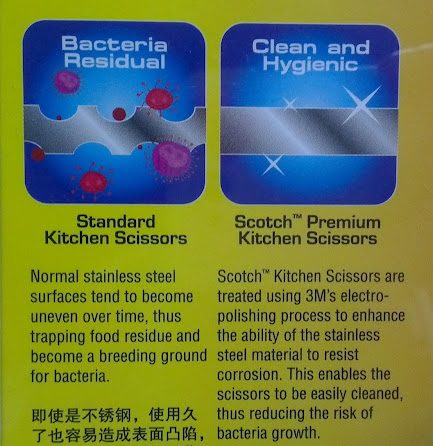 Bacteria
Residual
Clean and
Hygienic
Standard
Kitchen Scissors
Scotch™ Premium
Kitchen Scissors
Normal stainless steel
surfaces tend to become
uneven over time, thus
trapping food residue and
become a breeding ground
for bacteria.
即使是不锈钢，使用久
了也容易造成表面凸陷，
Scotch™ Kitchen Scissors are
treated using 3M's electro-
polishing process to enhance
the ability of the stainless
steel material to resist
corrosion. This enables the
scissors to be easily cleaned,
thus reducing the risk of
bacteria growth.